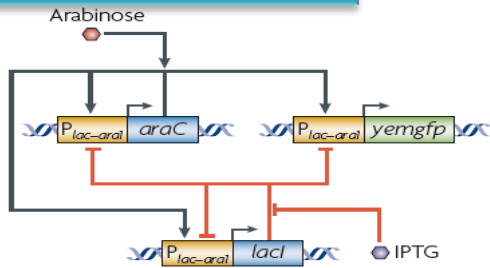 Arabinose
Plac–ara1 araC
Plac–ara1 yemgfp
Plac–ara1 lacI
IPTG